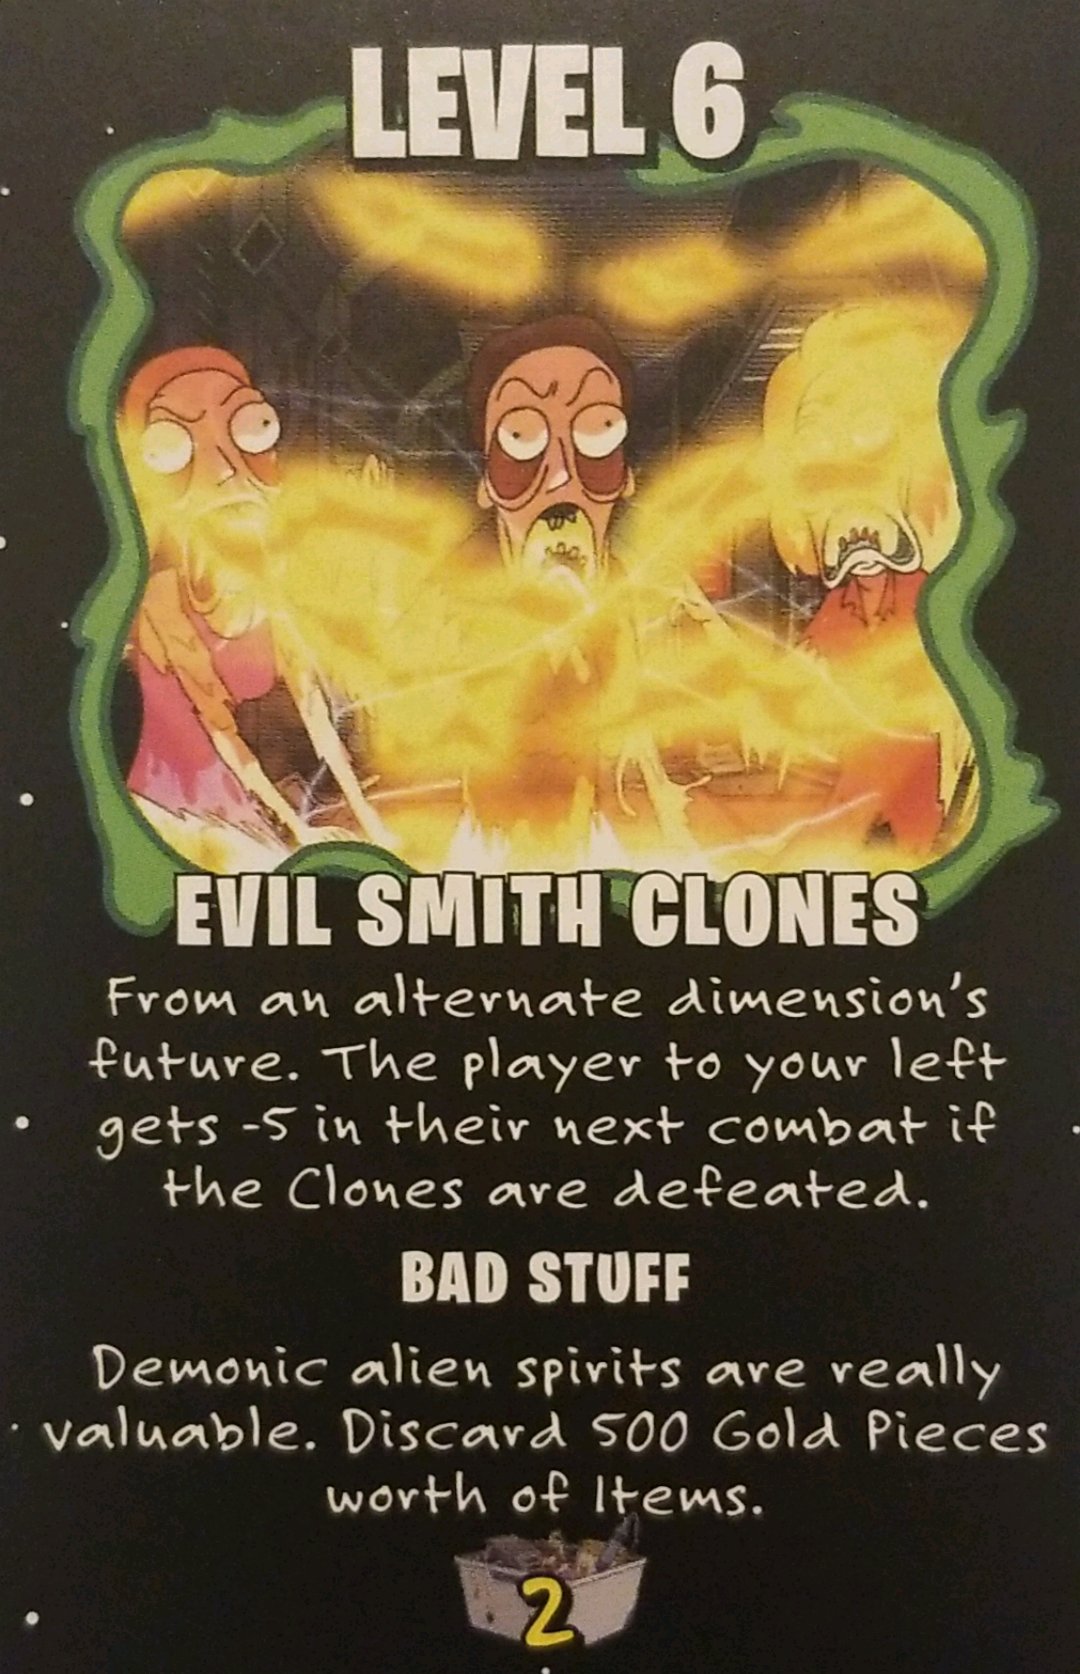 LEVEL 6
EVIL SMITH CLONES
From an alternate dimension's
future. The player to your left
gets -5 in their next combat if
the Clones are defeated.
BAD STUFF
Demonic alien spirits are really
valuable. Discard 500 Gold Pieces
worth of Items.
2